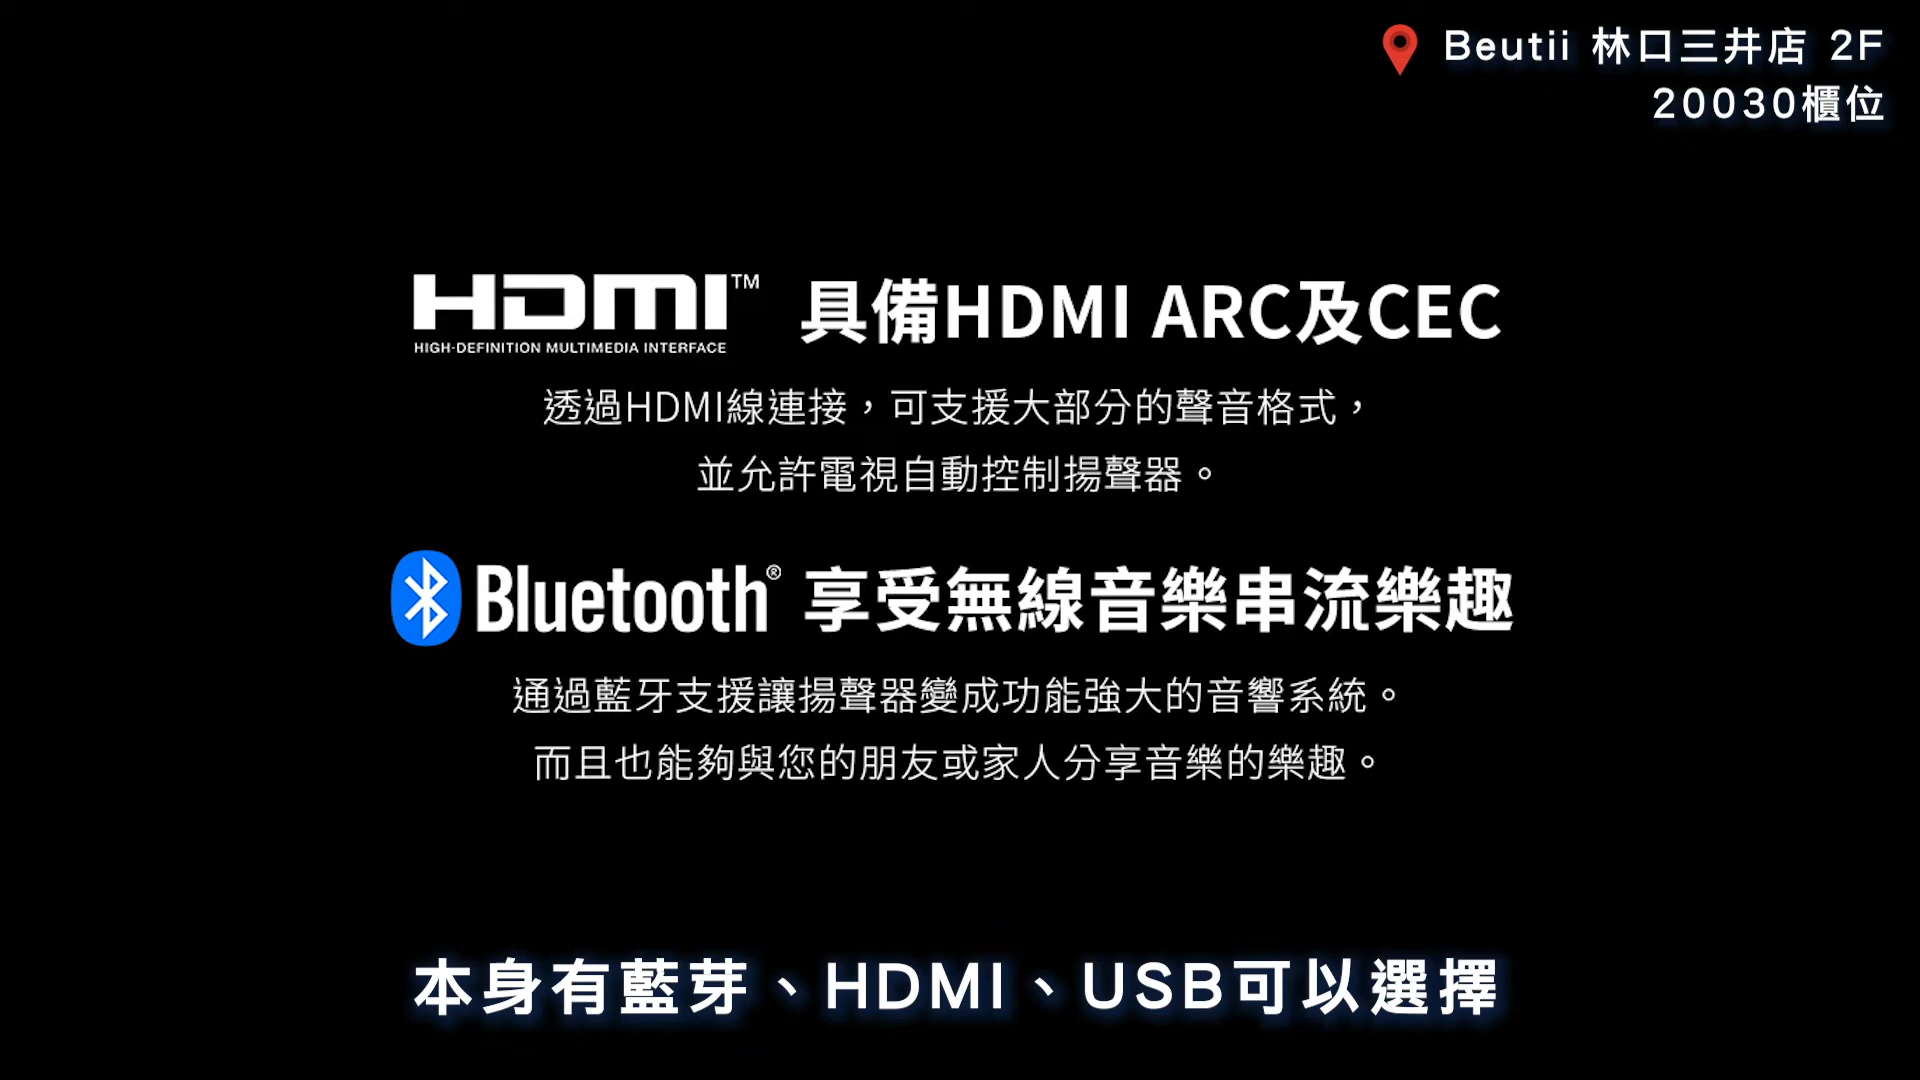 Beutii 林口三井店 2F
20030櫃位
HDMI™ 具備HDMI ARC及CEC
HIGH-DEFINITION MULTIMEDIA INTERFACE
透過HDMI線連接，可支援大部分的聲音格式，
並允許電視自動控制揚聲器。
Bluetooth® 享受無線音樂串流樂趣
通過藍牙支援讓揚聲器變成功能強大的音響系統。
而且也能夠與您的朋友或家人分享音樂的樂趣。
本身有藍芽、HDMI、USB可以選擇